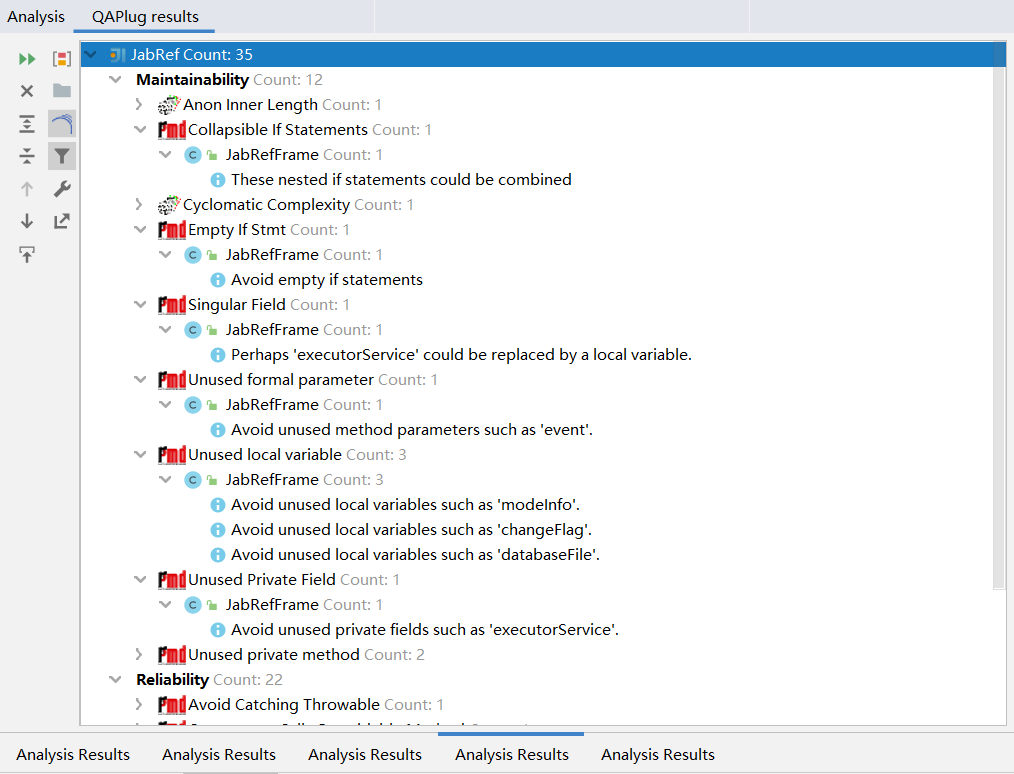 Analysis QAPlug results
JabRef Count: 35
Maintainability Count: 12
Anon Inner Length Count: 1
Pmd Collapsible If Statements Count: 1
C JabRefFrame Count: 1
These nested if statements could be combined
Cyclomatic Complexity Count: 1
Pmd Empty If Stmt Count: 1
C JabRefFrame Count: 1
Avoid empty if statements
Pmd Singular Field Count: 1
C JabRefFrame Count: 1
Perhaps 'executorService' could be replaced by a local variable.
Pmd Unused formal parameter Count: 1
C JabRefFrame Count: 1
Avoid unused method parameters such as 'event'.
Pmd Unused local variable Count: 3
C JabRefFrame Count: 3
Avoid unused local variables such as 'modeInfo'.
Avoid unused local variables such as 'changeFlag'.
Avoid unused local variables such as 'databaseFile'.
Pmd Unused Private Field Count: 1
C JabRefFrame Count: 1
Avoid unused private fields such as 'executorService'.
Pmd Unused private method Count: 2
Reliability Count: 22
Pmd Avoid Catching Throwable Count: 1
Analysis Results Analysis Results Analysis Results Analysis Results Analysis Results